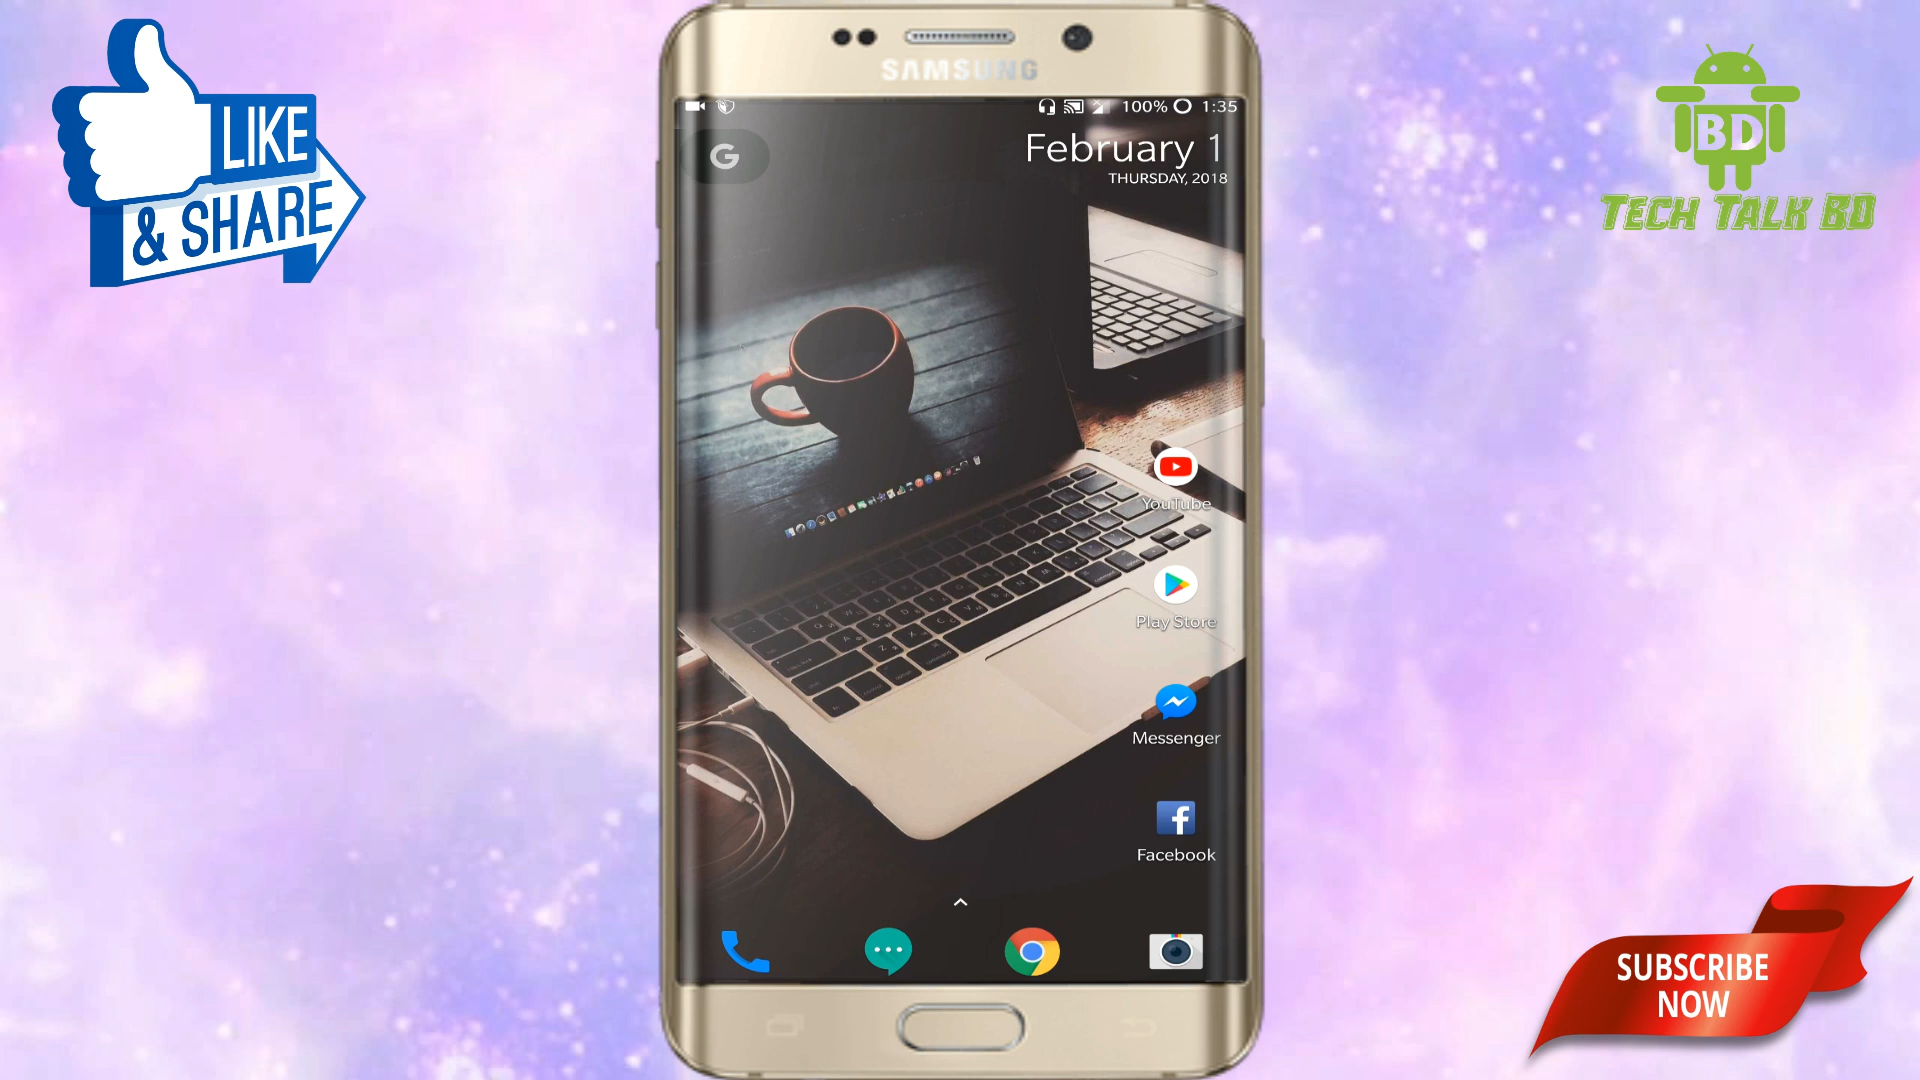 LIKE
& SHARE
SAMSUNG
100% 1:35
G
February 1
THURSDAY, 2018
BD
TECH TALK BD
YouTube
Play Store
Messenger
Facebook
SUBSCRIBE
NOW